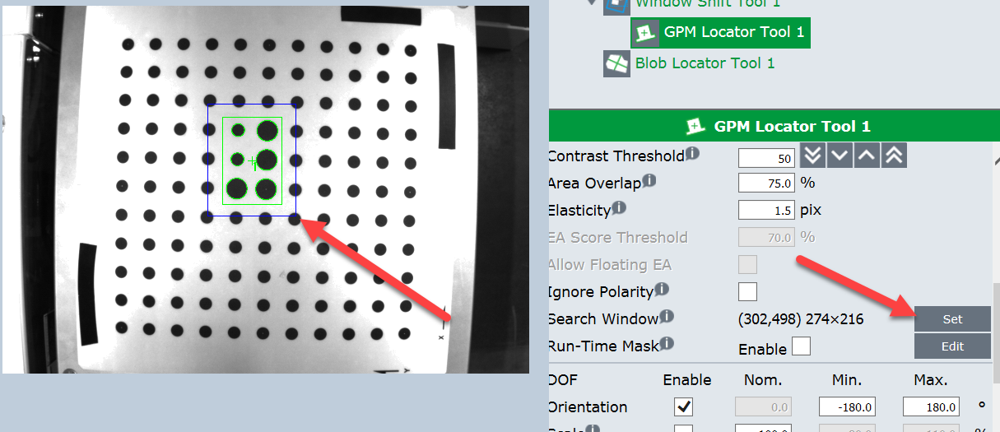 Window Shift Tool 1
GPM Locator Tool 1
Blob Locator Tool 1
GPM Locator Tool 1
Contrast Threshold 50
Area Overlap 75.0 %
Elasticity 1.5 pix
EA Score Threshold 70.0 %
Allow Floating EA
Ignore Polarity
Search Window (302,498) 274×216 Set
Run-Time Mask Enable Edit
DOF Enable Nom. Min. Max.
Orientation 0.0 -180.0 180.0 °
Scale 100.0 %
1
X
Y